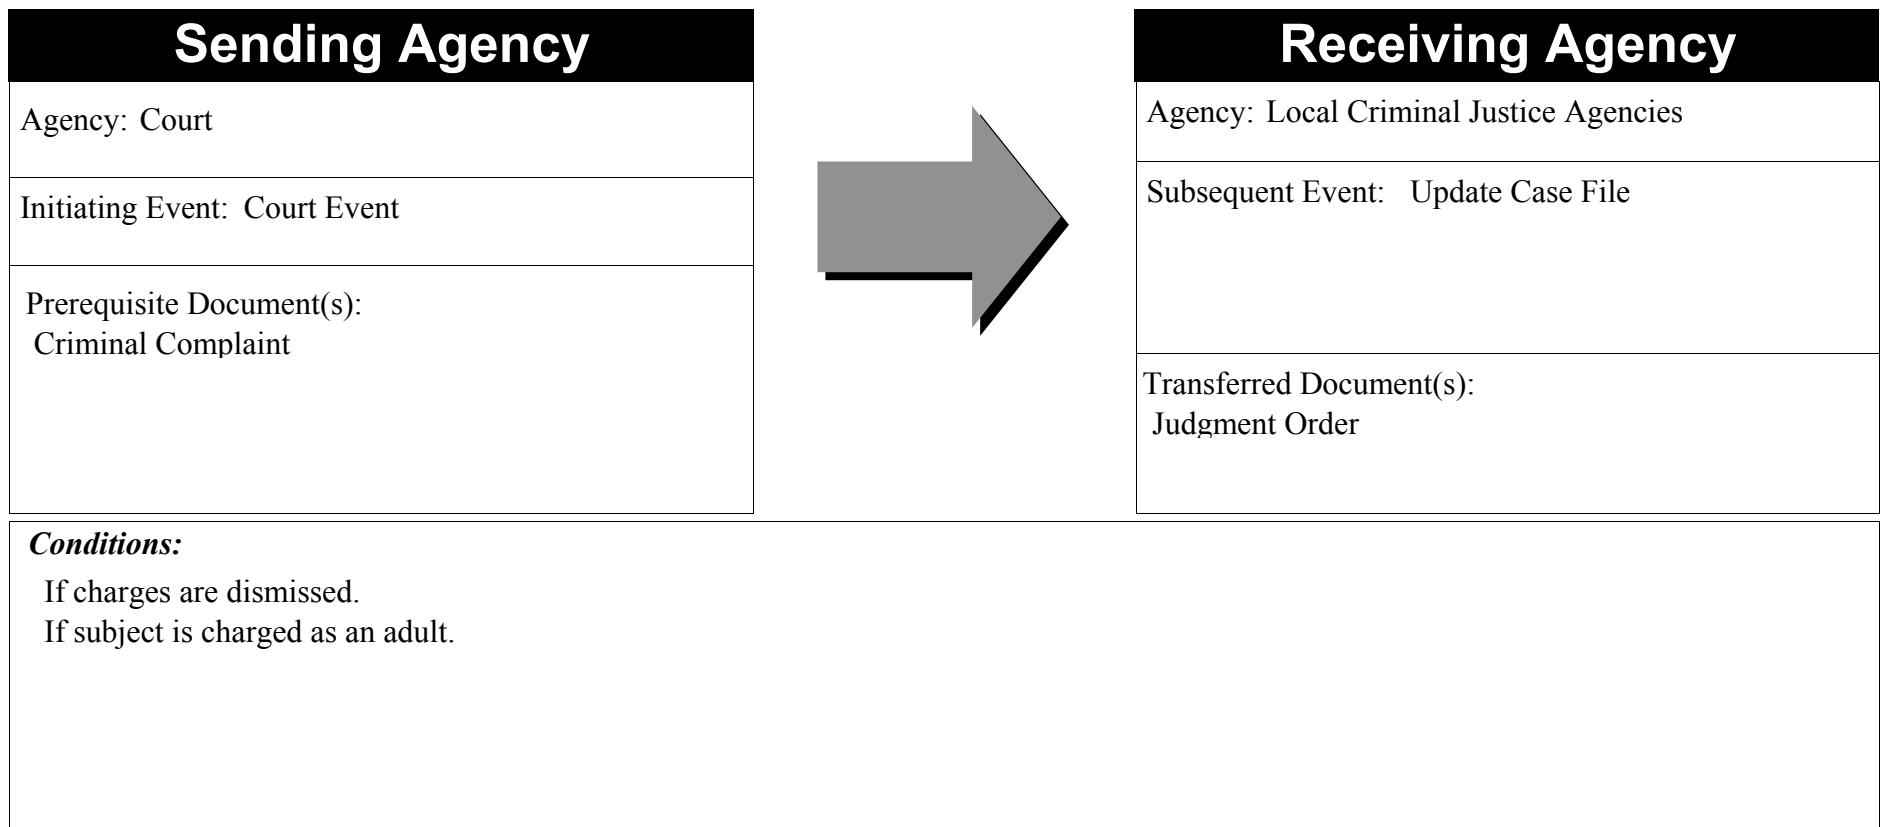 Sending Agency
Agency: Court
Initiating Event: Court Event
Prerequisite Document(s):
Criminal Complaint
Receiving Agency
Agency: Local Criminal Justice Agencies
Subsequent Event: Update Case File
Transferred Document(s):
Judgment Order
Conditions:
If charges are dismissed.
If subject is charged as an adult.